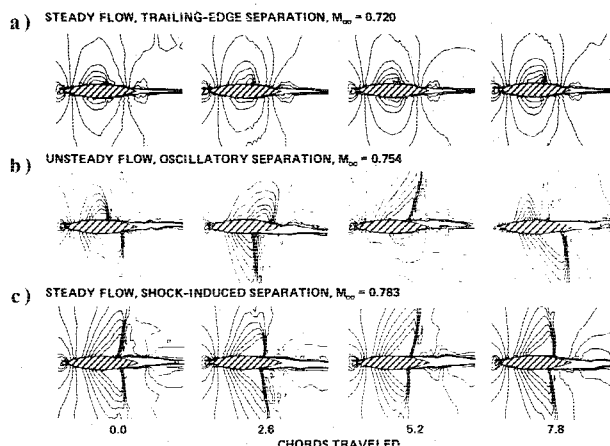 a) STEADY FLOW, TRAILING-EDGE SEPARATION, M∞ = 0.720
b) UNSTEADY FLOW, OSCILLATORY SEPARATION, M∞ = 0.754
c) STEADY FLOW, SHOCK-INDUCED SEPARATION, M∞ = 0.783
0.0 2.6 5.2 7.8
CHORDS TRAVELED